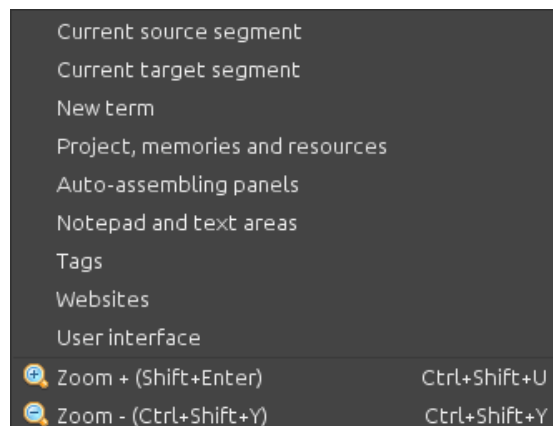 Current source segment
Current target segment
New term
Project, memories and resources
Auto-assembling panels
Notepad and text areas
Tags
Websites
User interface
Zoom + (Shift+Enter) Ctrl+Shift+U
Zoom - (Ctrl+Shift+Y) Ctrl+Shift+Y